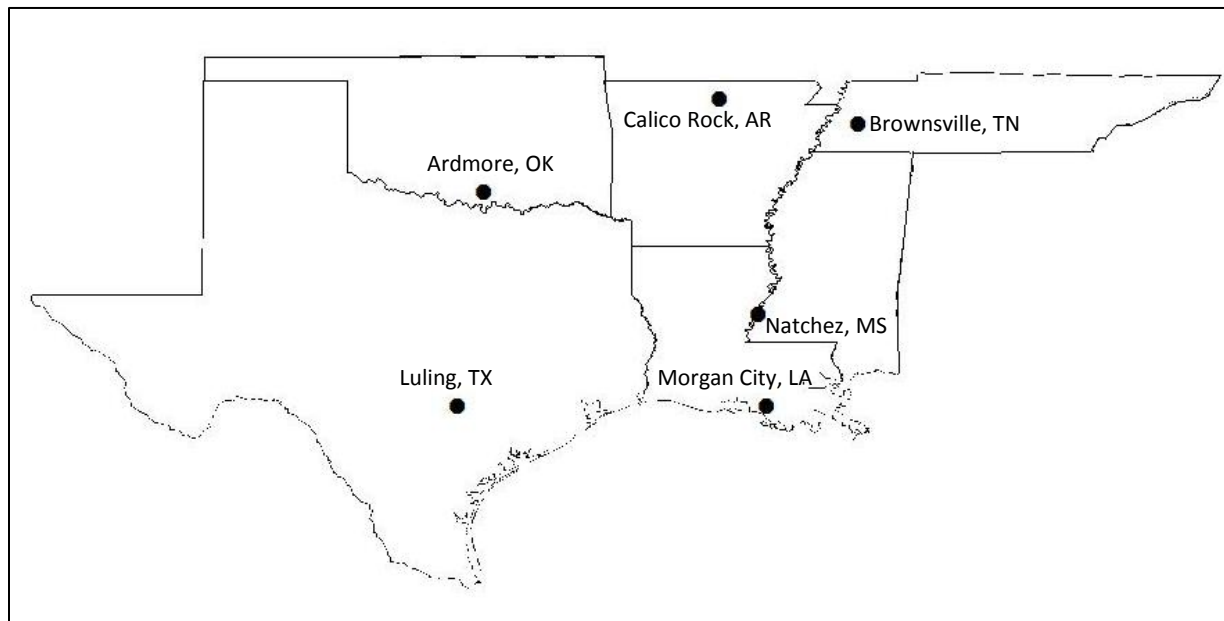 Calico Rock, AR
Brownsville, TN
Ardmore, OK
Natchez, MS
Luling, TX
Morgan City, LA